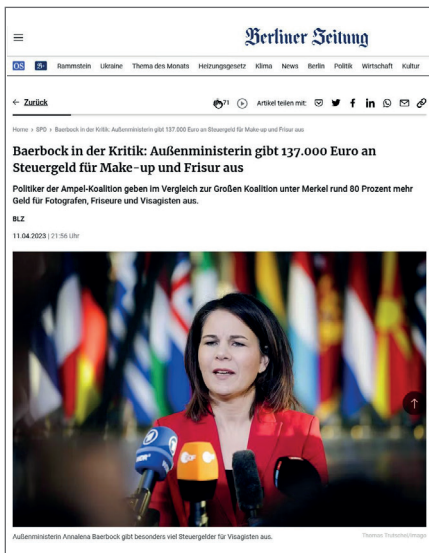 Berliner Zeitung
OS B+ Rammstein Ukraine Thema des Monats Heizungsgesetz Klima News Berlin Politik Wirtschaft Kultur
← Zurück 71 Artikel teilen mit:
Home > SPD > Baerbock in der Kritik: Außenministerin gibt 137.000 Euro an Steuergeld für Make-up und Frisur aus
Baerbock in der Kritik: Außenministerin gibt 137.000 Euro an
Steuergeld für Make-up und Frisur aus
Politiker der Ampel-Koalition geben im Vergleich zur Großen Koalition unter Merkel rund 80 Prozent mehr
Geld für Fotografen, Friseure und Visagisten aus.
BLZ
11.04.2023 | 21:56 Uhr
Außenministerin Annalena Baerbock gibt besonders viel Steuergelder für Visagisten aus. Thomas Trutschel/imago